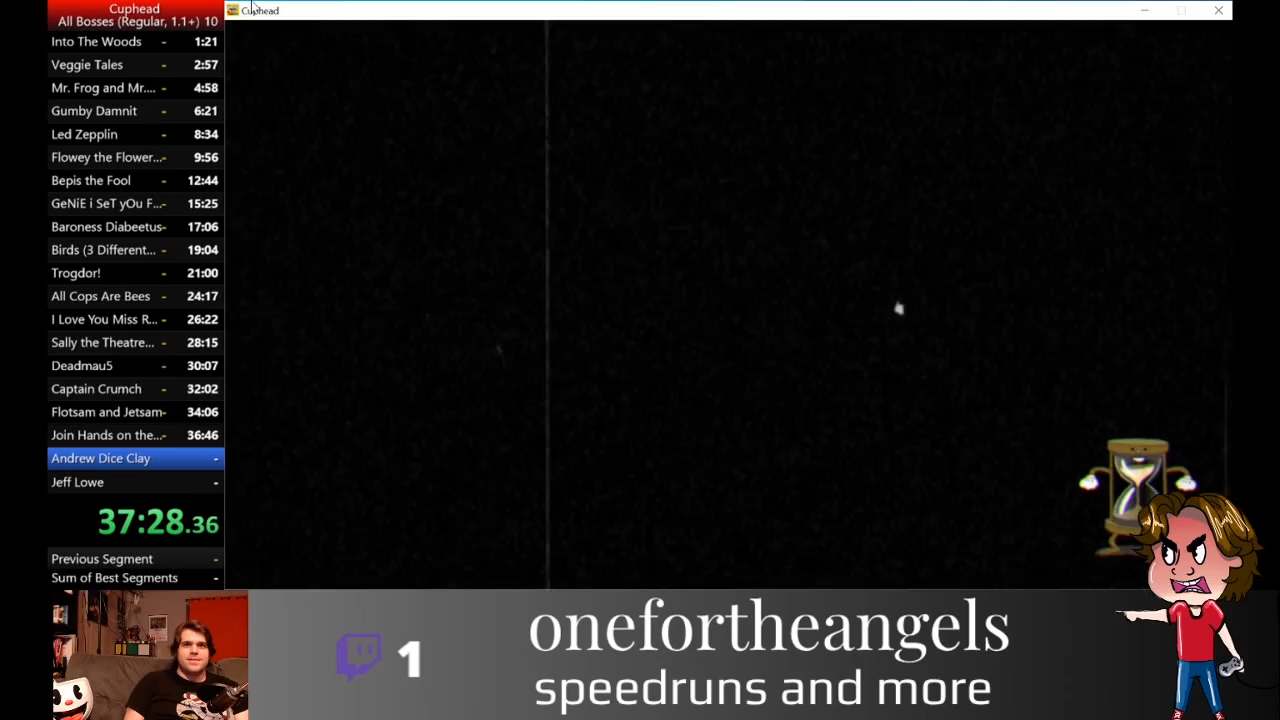 Cuphead
All Bosses (Regular, 1.1+) 10
Cuphead
Into The Woods - 1:21
Veggie Tales - 2:57
Mr. Frog and Mr.... - 4:58
Gumby Damnit - 6:21
Led Zepplin - 8:34
Flowey the Flower...- 9:56
Bepis the Fool - 12:44
GeNiE i SeT yOu F...- 15:25
Baroness Diabeetus- 17:06
Birds (3 Different... - 19:04
Trogdor! - 21:00
All Cops Are Bees - 24:17
I Love You Miss R... - 26:22
Sally the Theatre... - 28:15
Deadmau5 - 30:07
Captain Crumch - 32:02
Flotsam and Jetsam- 34:06
Join Hands on the...- 36:46
Andrew Dice Clay -
Jeff Lowe -
37:28.36
Previous Segment -
Sum of Best Segments -
1
onefortheangels
speedruns and more